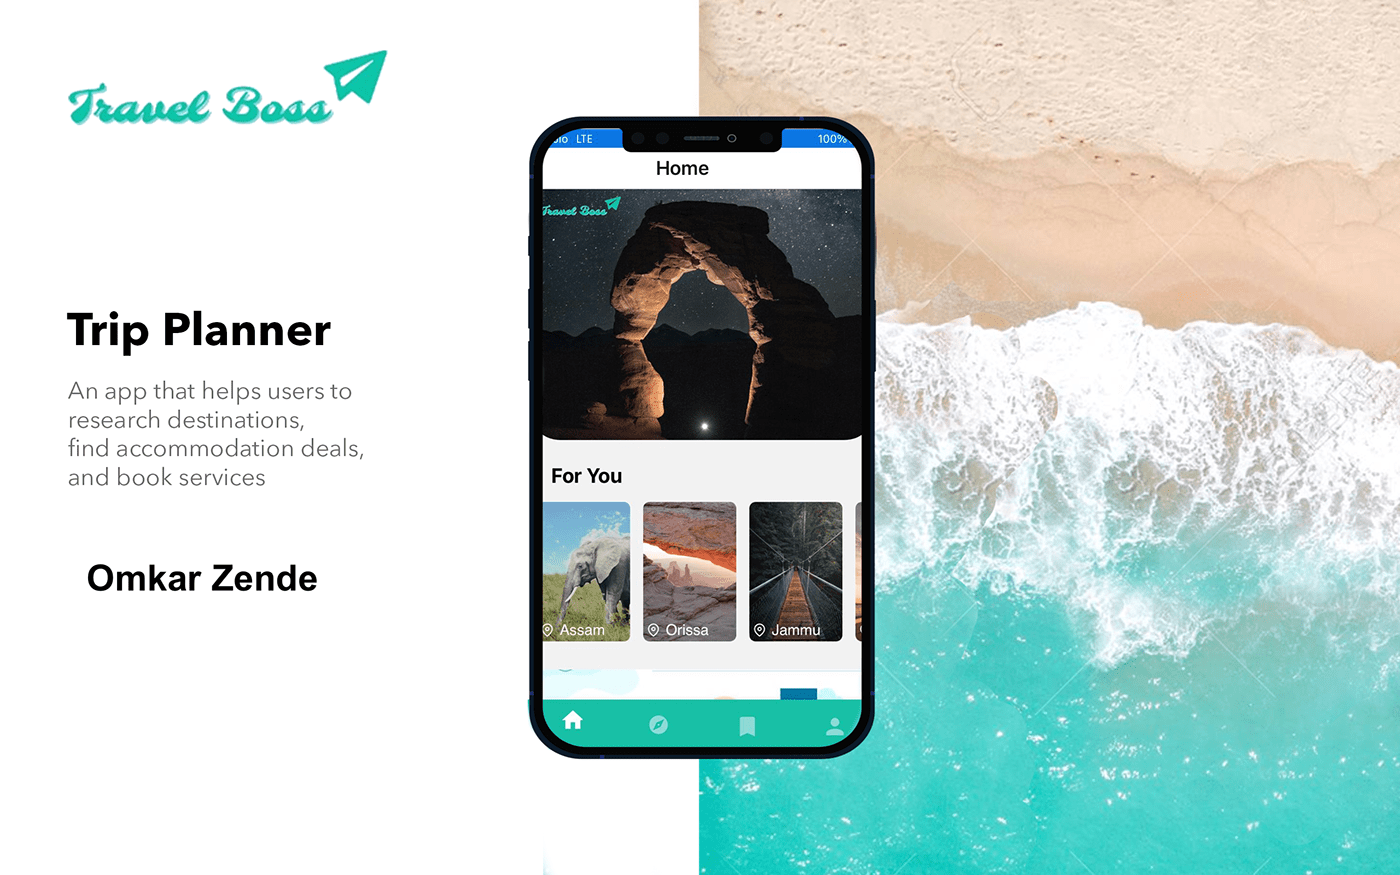 Travel Boss
Trip Planner
An app that helps users to
research destinations,
find accommodation deals,
and book services
Omkar Zende
LTE
100%
Home
Travel Boss
For You
Assam
Orissa
Jammu